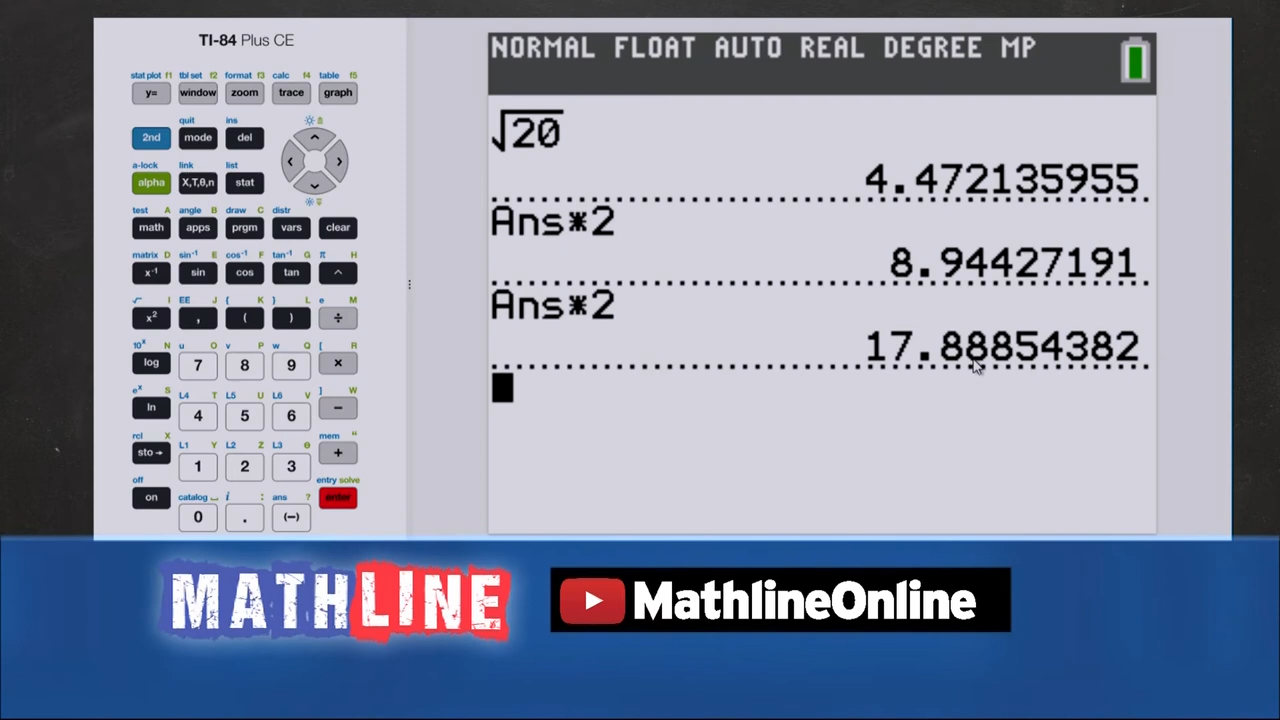 TI-84 Plus CE
NORMAL FLOAT AUTO REAL DEGREE MP
stat plot f1 tbl set f2 format f3 calc f4 table f5
y= window zoom trace graph
quit ins
2nd mode del
a-lock link list
alpha X,T,θ,n stat
test A angle B draw C distr
math apps prgm vars clear
matrix D sin⁻¹ E cos⁻¹ F tan⁻¹ G π H
x⁻¹ sin cos tan ^
√ I EE J { K } L e M
x² , ( ) ÷
10ˣ N u O v P w Q [ R
log 7 8 9 ×
eˣ S L4 T L5 U L6 V ] W
ln 4 5 6 −
rcl X L1 Y L2 Z L3 θ mem "
sto→ 1 2 3 +
off catalog i : ans ? entry solve
on 0 . (−) enter
√20
4.472135955
Ans*2
8.94427191
Ans*2
17.88854382
MATHLINE
MathlineOnline